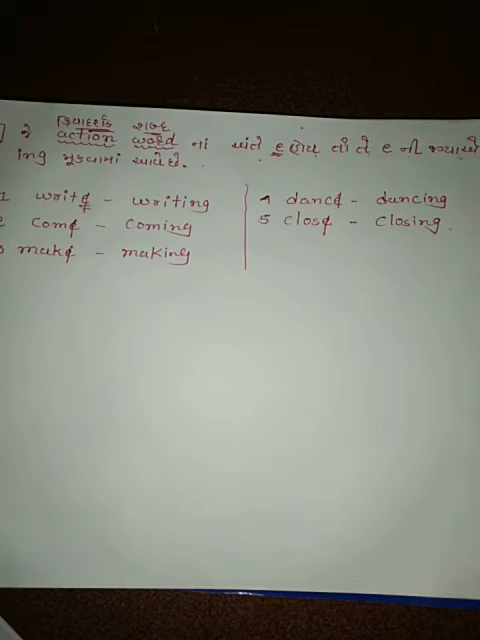 ક્રિયાદર્શક શબ્દ
] જે action word નાં અંતે e હોય તો તે e ની જગ્યાએ
ing મૂકવામાં આવે છે.
1 write - writing
2 come - coming
3 make - making
4 dance - dancing
5 close - closing.